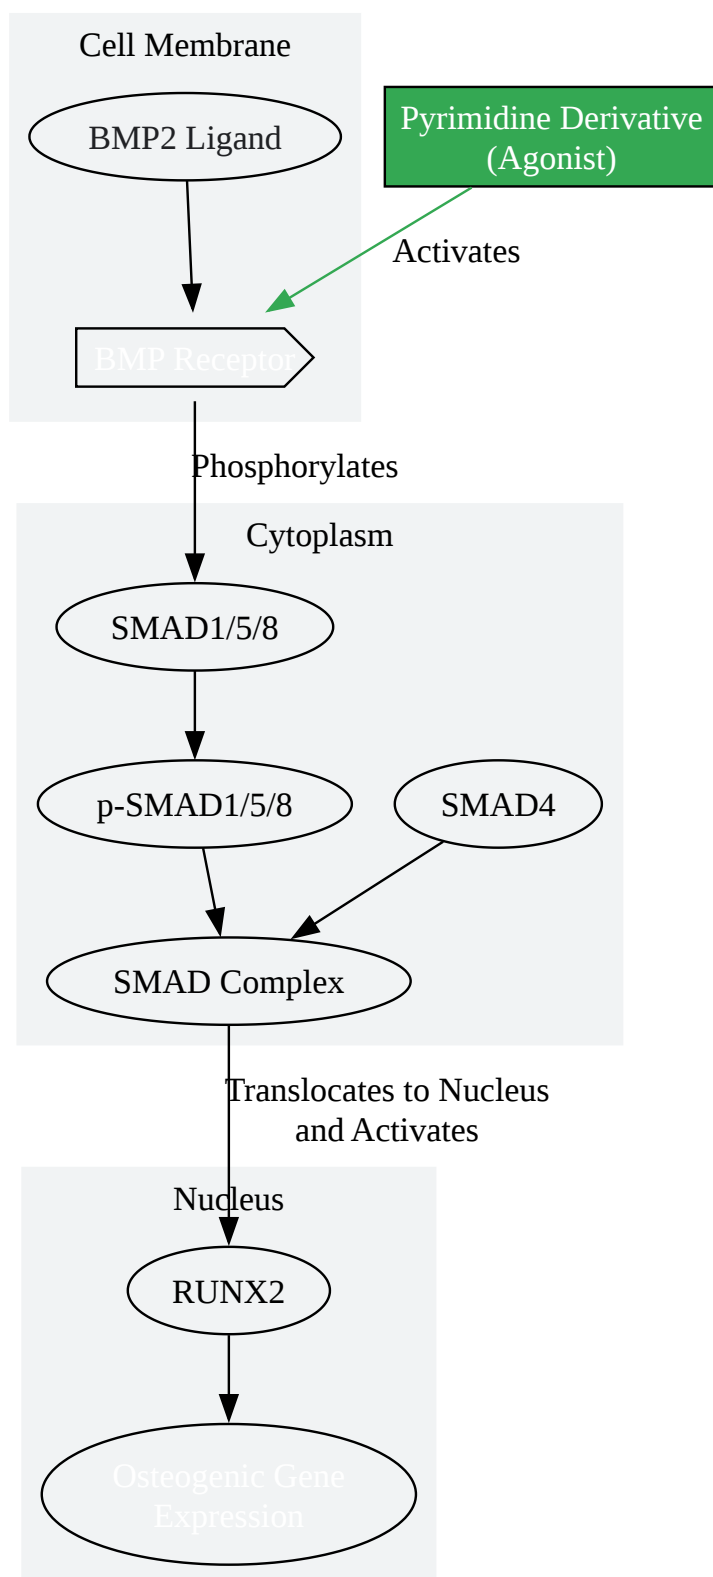 Cell Membrane
BMP2 Ligand
Pyrimidine Derivative
(Agonist)
Activates
BMP Receptor
Phosphorylates
Cytoplasm
SMAD1/5/8
p-SMAD1/5/8
SMAD4
SMAD Complex
Translocates to Nucleus
and Activates
Nucleus
RUNX2
Osteogenic Gene
Expression